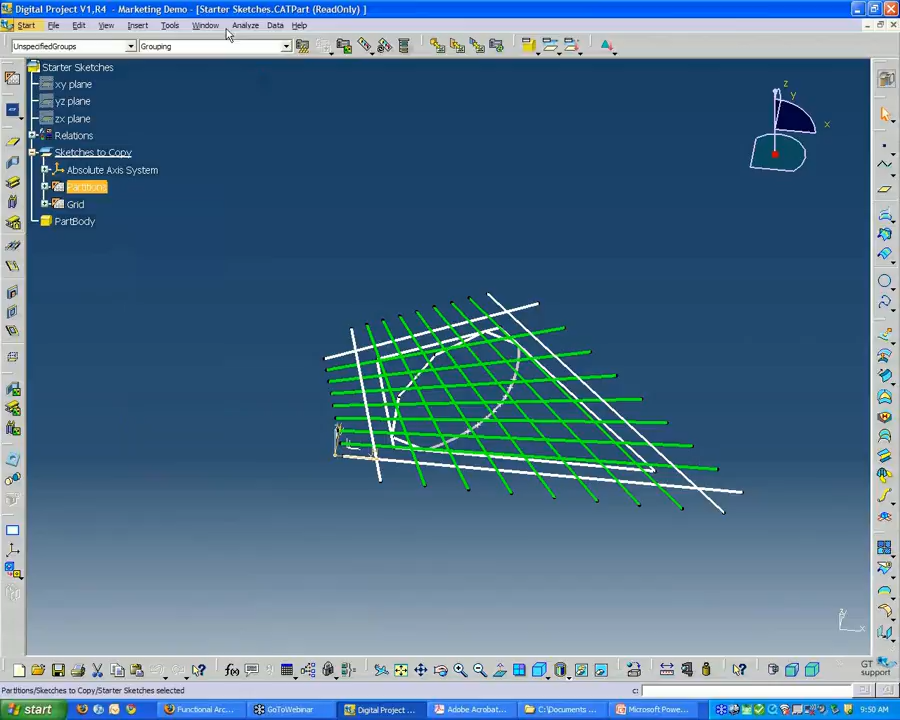 Digital Project V1,R4 - Marketing Demo - [Starter Sketches.CATPart (ReadOnly) ]
Start File Edit View Insert Tools Window Analyze Data Help
UnspecifiedGroups Grouping
Starter Sketches
xy plane
yz plane
zx plane
Relations
Sketches to Copy
Absolute Axis System
Partitions
Grid
PartBody
z
y
x
f(x)
GT
support
Partitions/Sketches to Copy/Starter Sketches selected
c:
start Functional Arc... GoToWebinar Digital Project ... Adobe Acrobat... C:\Documents ... Microsoft Powe... 9:50 AM